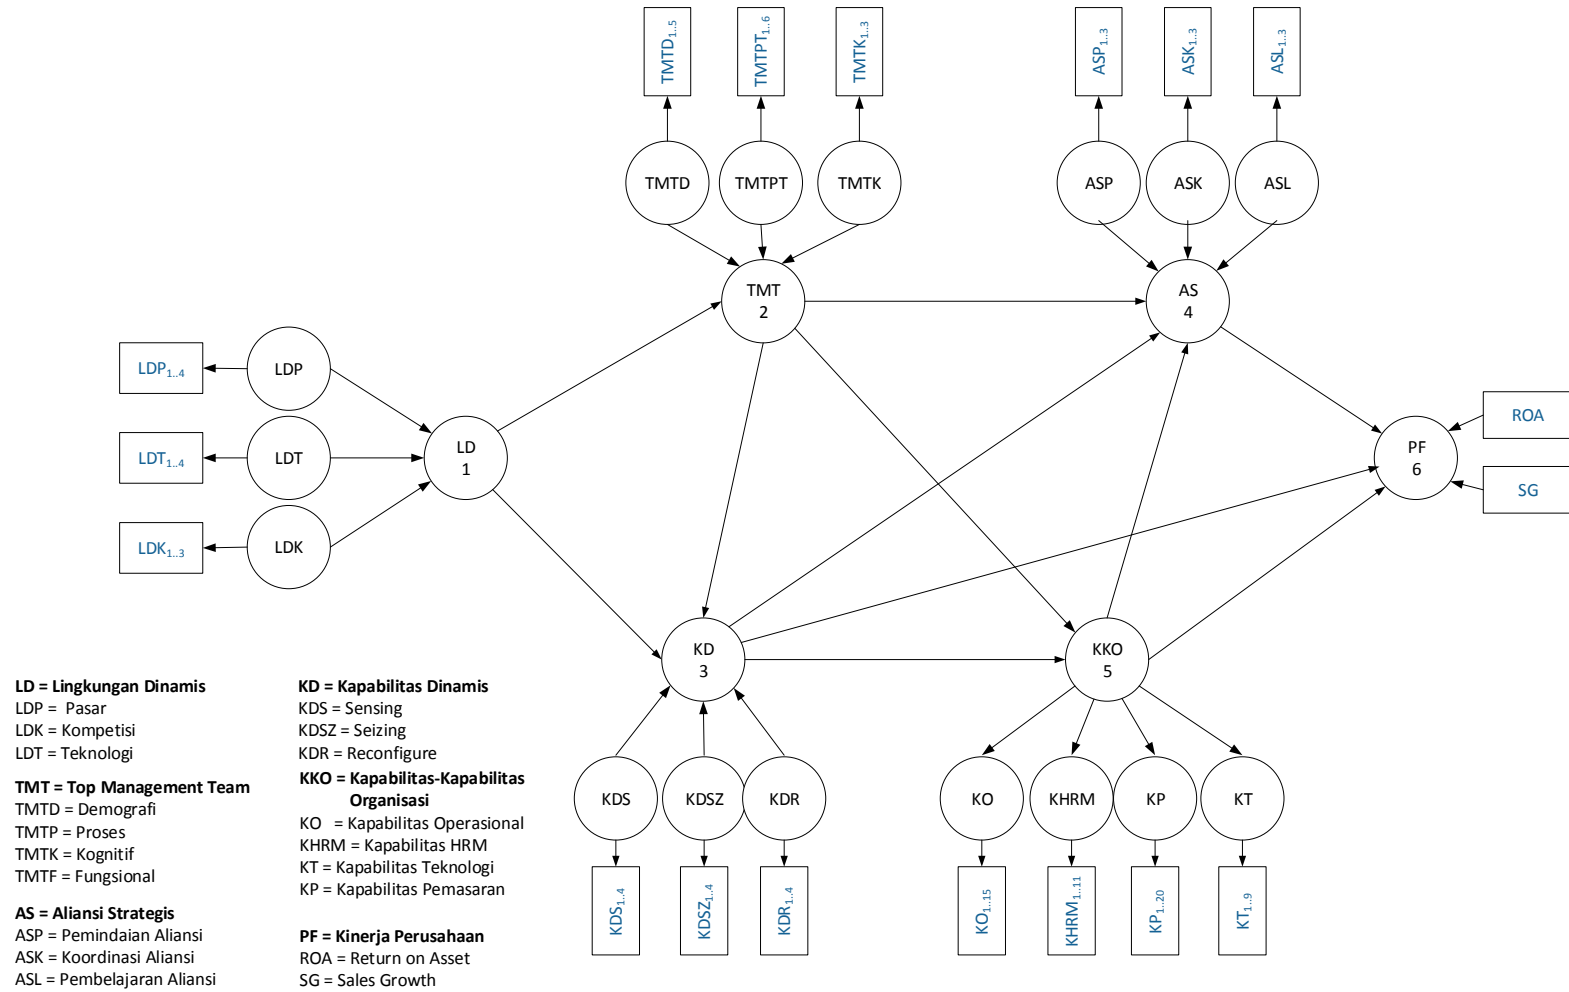 TMTD1..5
TMTPT1..6
TMTK1..3
ASP1..3
ASK1..3
ASL1..3
TMTD
TMTPT
TMTK
ASP
ASK
ASL
TMT
2
AS
4
LDP1..4
LDP
LDT1..4
LDT
LD
1
LDK1..3
LDK
PF
6
ROA
SG
KD
3
KKO
5
KDS
KDSZ
KDR
KO
KHRM
KP
KT
KDS1..4
KDSZ1..4
KDR1..4
KO1..15
KHRM1..11
KP1..20
KT1..9
LD = Lingkungan Dinamis
LDP = Pasar
LDK = Kompetisi
LDT = Teknologi
TMT = Top Management Team
TMTD = Demografi
TMTP = Proses
TMTK = Kognitif
TMTF = Fungsional
AS = Aliansi Strategis
ASP = Pemindaian Aliansi
ASK = Koordinasi Aliansi
ASL = Pembelajaran Aliansi
KD = Kapabilitas Dinamis
KDS = Sensing
KDSZ = Seizing
KDR = Reconfigure
KKO = Kapabilitas-Kapabilitas
Organisasi
KO = Kapabilitas Operasional
KHRM = Kapabilitas HRM
KT = Kapabilitas Teknologi
KP = Kapabilitas Pemasaran
PF = Kinerja Perusahaan
ROA = Return on Asset
SG = Sales Growth